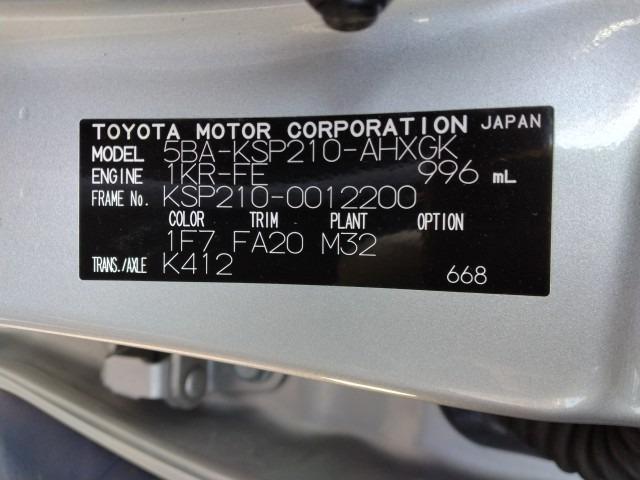 TOYOTA MOTOR CORPORATION JAPAN
MODEL 5BA-KSP210-AHXGK
ENGINE 1KR-FE 996 mL
FRAME No. KSP210-0012200
COLOR TRIM PLANT OPTION
1F7 FA20 M32
TRANS./AXLE K412
668